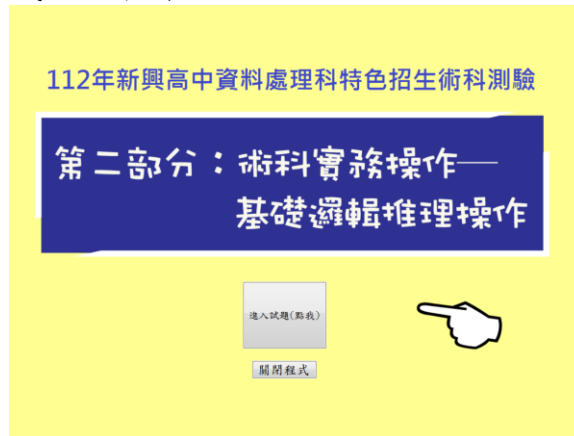 112年新興高中資料處理科特色招生術科測驗
第二部分：術科實務操作—
基礎邏輯推理操作
進入試題(點我)
關閉程式